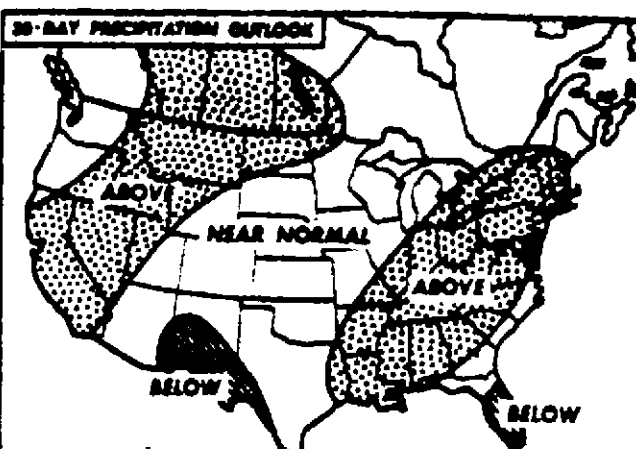 30-DAY PRECIPITATION OUTLOOK
ABOVE
NEAR NORMAL
ABOVE
BELOW
BELOW